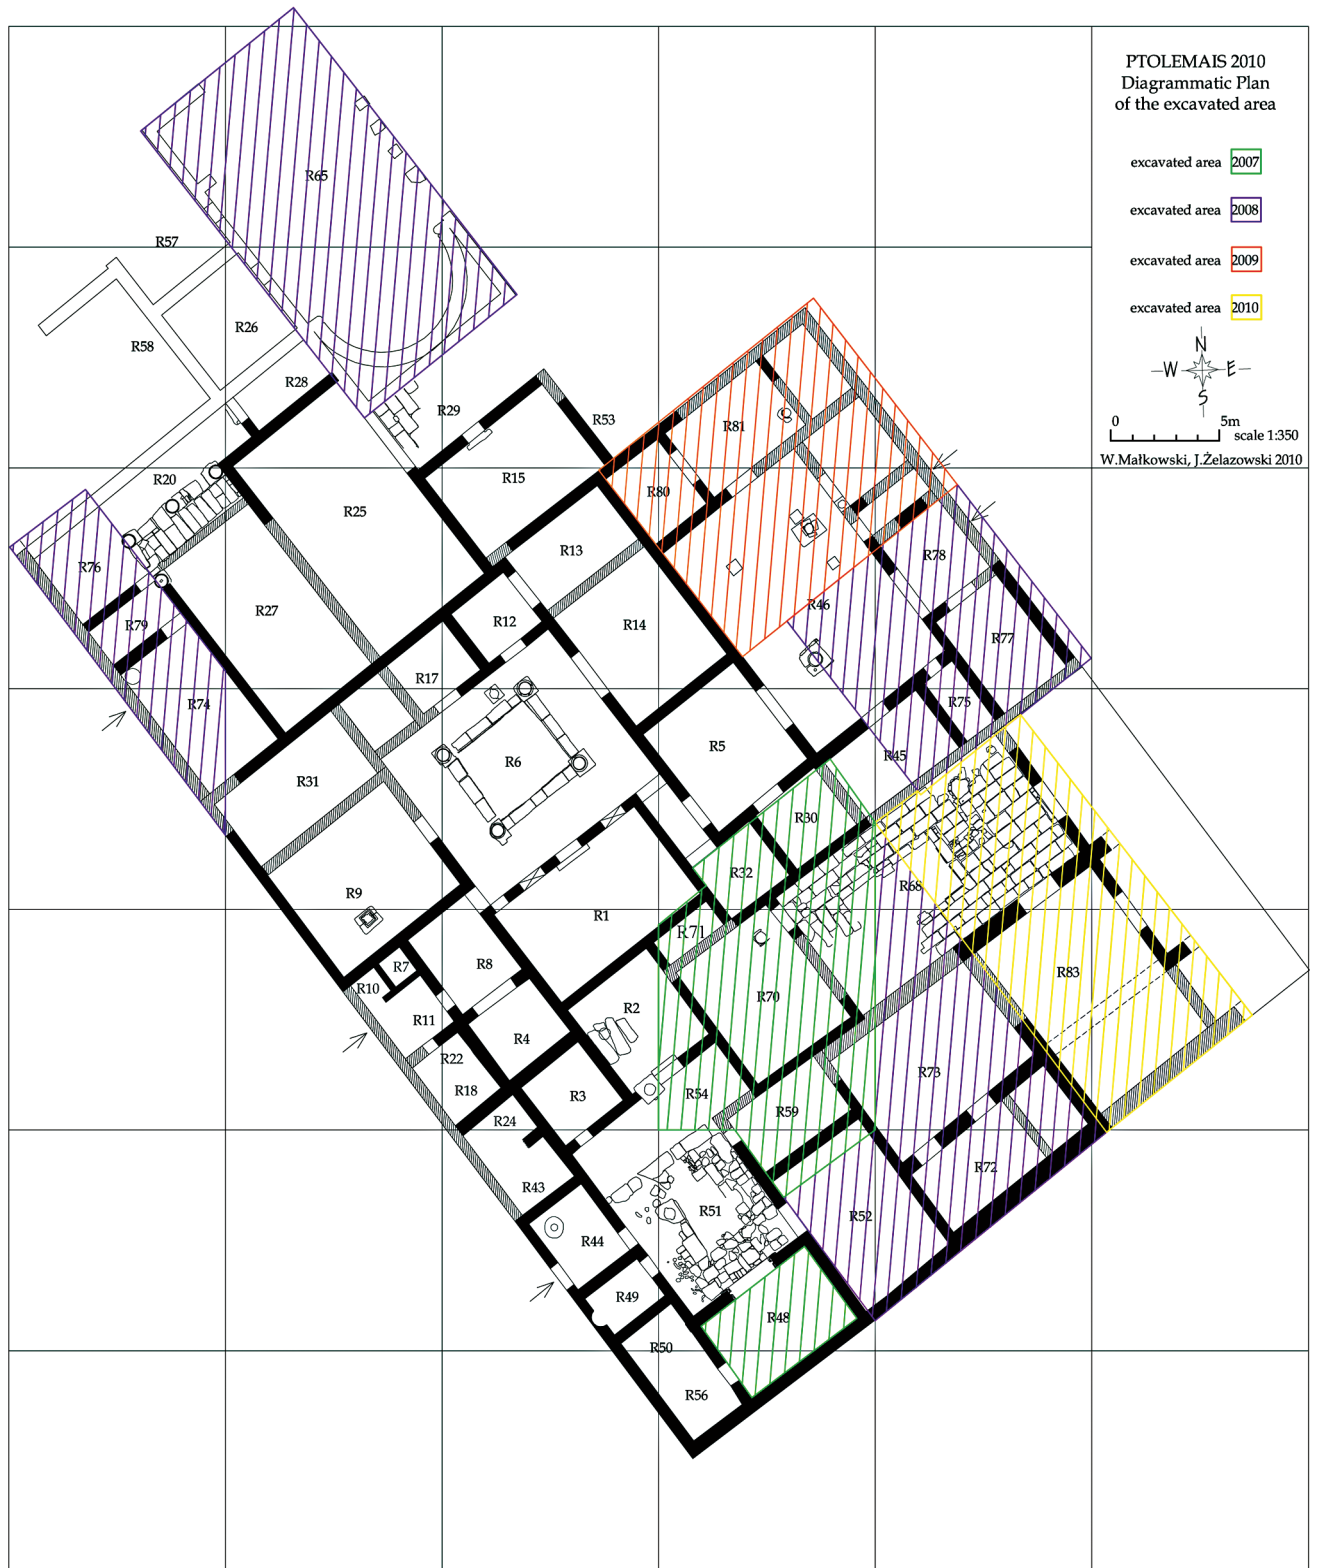 PTOLEMAIS 2010
Diagrammatic Plan
of the excavated area
excavated area 2007
excavated area 2008
excavated area 2009
excavated area 2010
N
W E
S
0 5m
scale 1:350
W.Małkowski, J.Żelazowski 2010
R65
R57
R26
R58
R28
R29
R53
R81
R20
R15
R80
R25
R13
R78
R76
R46
R27
R79
R12
R14
R77
R17
R74
R75
R5
R45
R6
R31
R30
R32
R68
R9
R1
R71
R7
R8
R83
R10
R70
R2
R11
R4
R22
R73
R18
R3
R54
R24
R59
R72
R43
R51
R52
R44
R49
R48
R50
R56